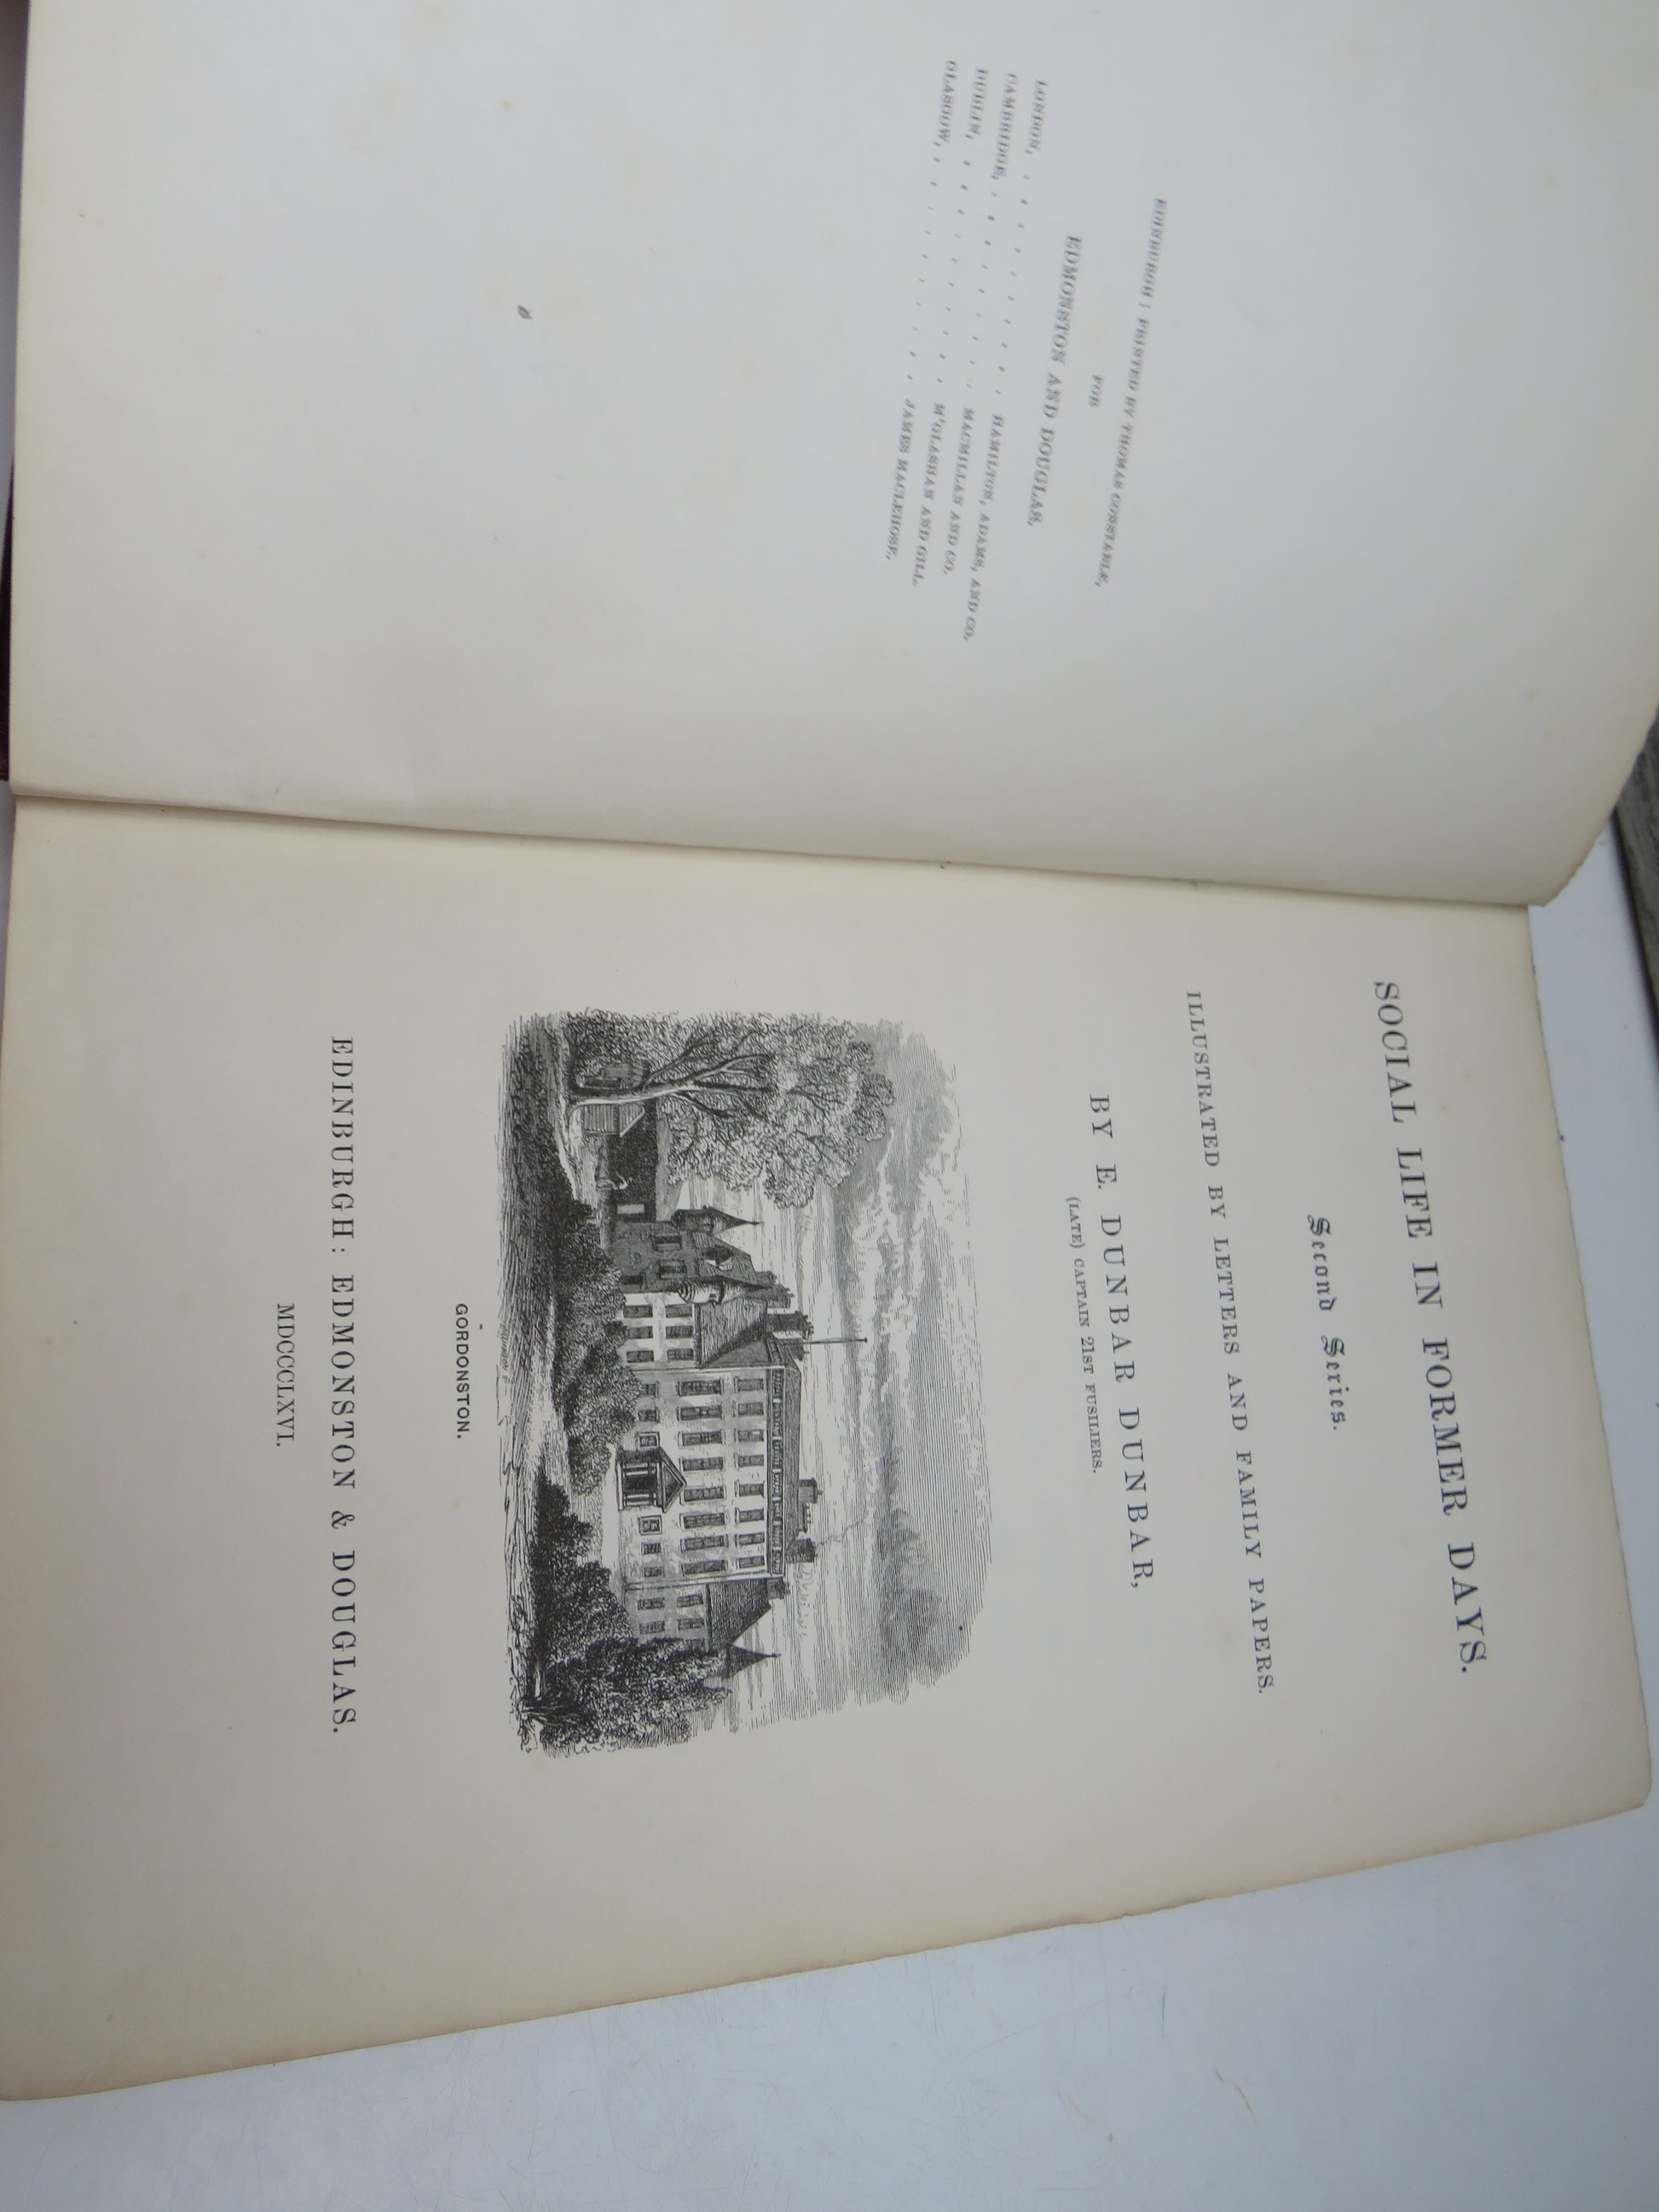 EDINBURGH : PRINTED BY THOMAS CONSTABLE,
FOR
EDMONSTON AND DOUGLAS.
LONDON, . . . . . . . . . HAMILTON, ADAMS, AND CO.
CAMBRIDGE, . . . . . . . . MACMILLAN AND CO.
DUBLIN, . . . . . . . . . . M'GLASHAN AND GILL.
GLASGOW, . . . . . . . . . . JAMES MACLEHOSE.
SOCIAL LIFE IN FORMER DAYS.
Second Series.
ILLUSTRATED BY LETTERS AND FAMILY PAPERS.
BY E. DUNBAR DUNBAR,
(LATE) CAPTAIN 21ST FUSILIERS.
GORDONSTON.
EDINBURGH: EDMONSTON & DOUGLAS.
MDCCCLXVI.